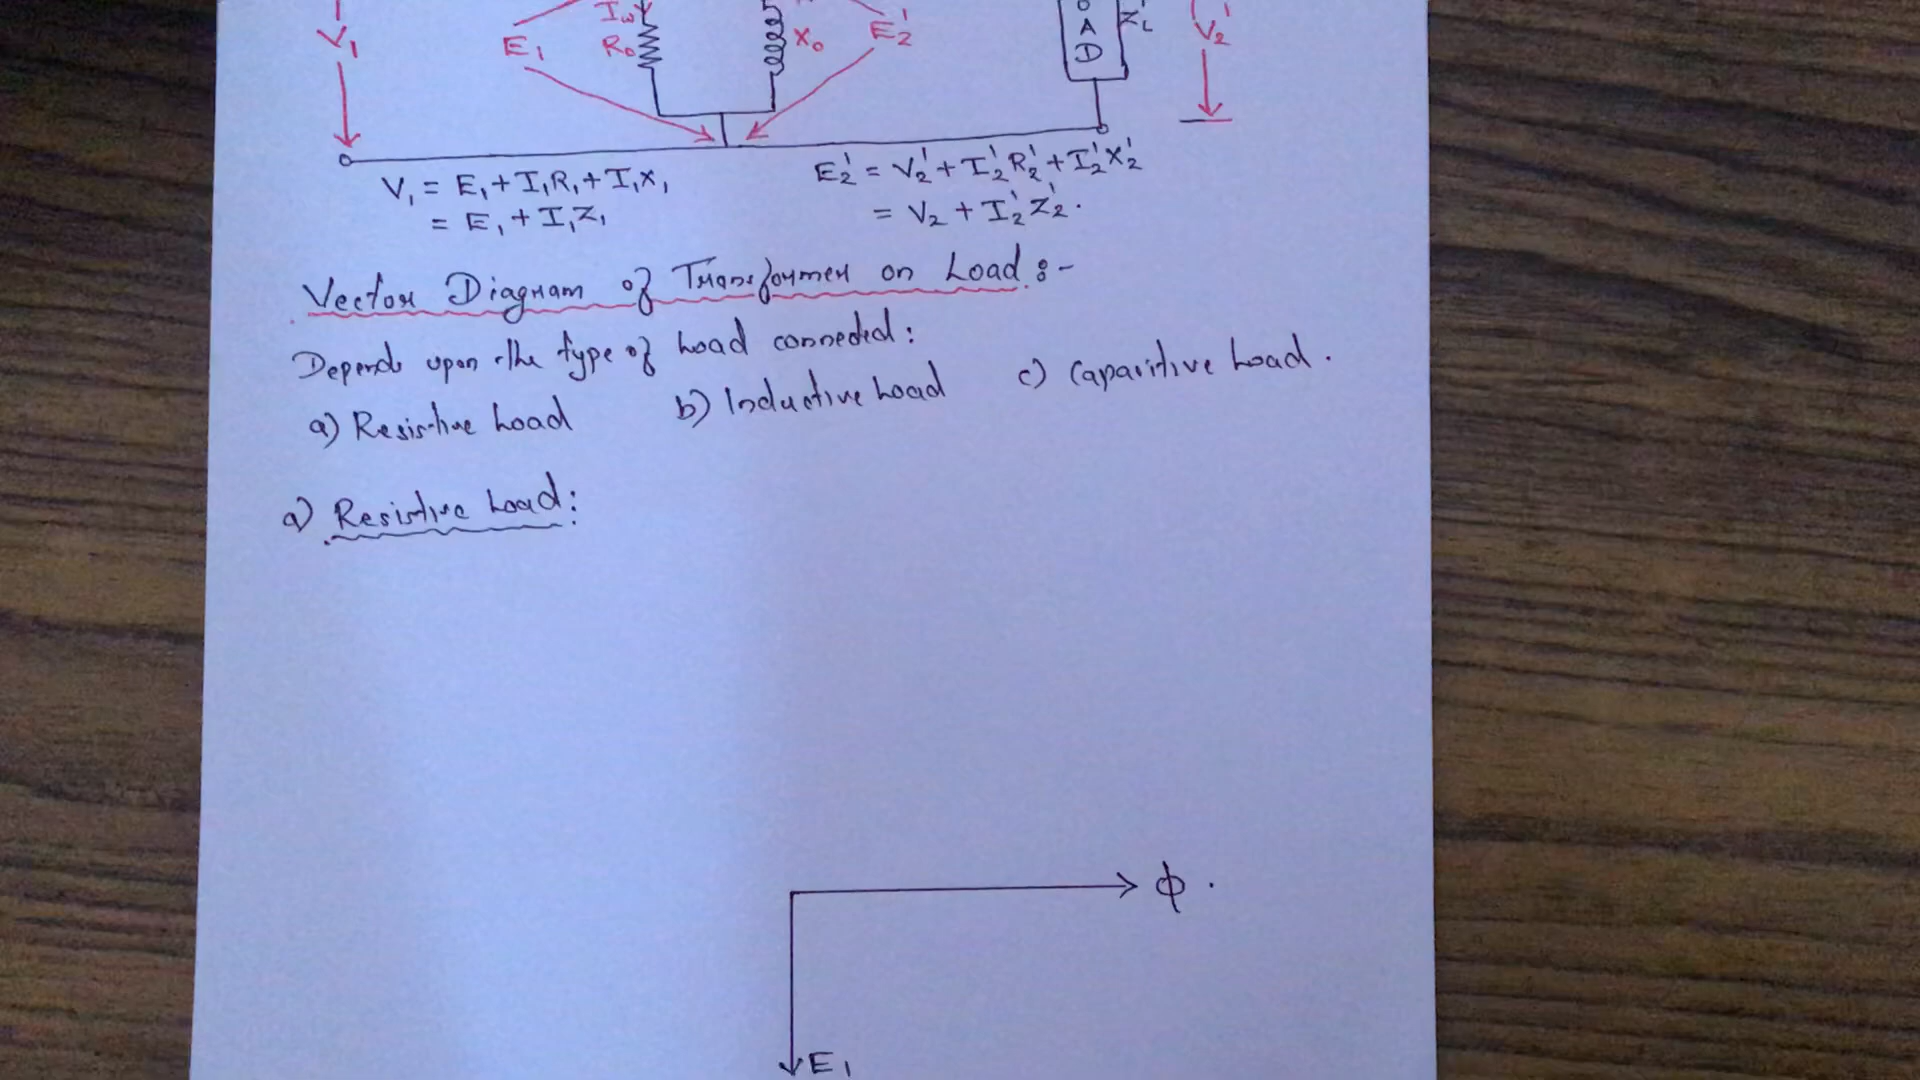 V₁ E₁ Iω R₀ X₀ E₂' O A D Z_L' V₂'
V₁ = E₁ + I₁R₁ + I₁X₁
= E₁ + I₁Z₁
E₂' = V₂' + I₂'R₂' + I₂'X₂'
= V₂ + I₂'Z₂'.
Vector Diagram of Transformer on Load :-
Depends upon the type of Load connected :
a) Resistive Load b) Inductive Load c) Capacitive Load .
a) Resistive Load :
ϕ .
E₁